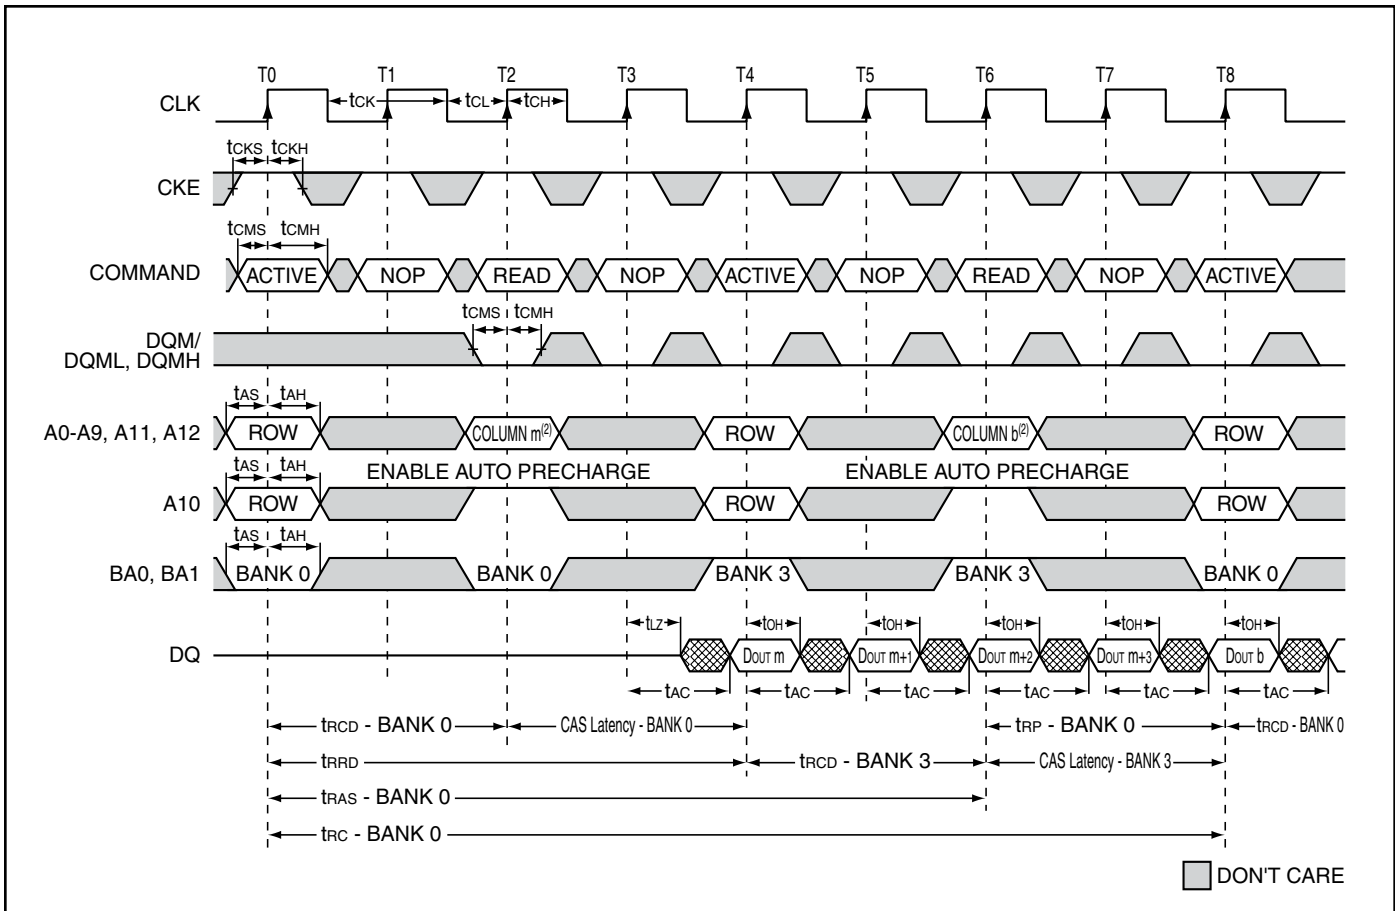 T0 T1 T2 T3 T4 T5 T6 T7 T8
CLK tCK tCL tCH
tCKS tCKH
CKE
tCMS tCMH
COMMAND ACTIVE NOP READ NOP ACTIVE NOP READ NOP ACTIVE
tCMS tCMH
DQM/
DQML, DQMH
tAS tAH
A0-A9, A11, A12 ROW COLUMN m(2) ROW COLUMN b(2) ROW
tAS tAH ENABLE AUTO PRECHARGE ENABLE AUTO PRECHARGE
A10 ROW ROW ROW
tAS tAH
BA0, BA1 BANK 0 BANK 0 BANK 3 BANK 3 BANK 0
tLZ tOH tOH tOH tOH tOH
DQ DOUT m DOUT m+1 DOUT m+2 DOUT m+3 DOUT b
tAC tAC tAC tAC tAC tAC
tRCD - BANK 0 CAS Latency - BANK 0 tRP - BANK 0 tRCD - BANK 0
tRRD tRCD - BANK 3 CAS Latency - BANK 3
tRAS - BANK 0
tRC - BANK 0
DON'T CARE